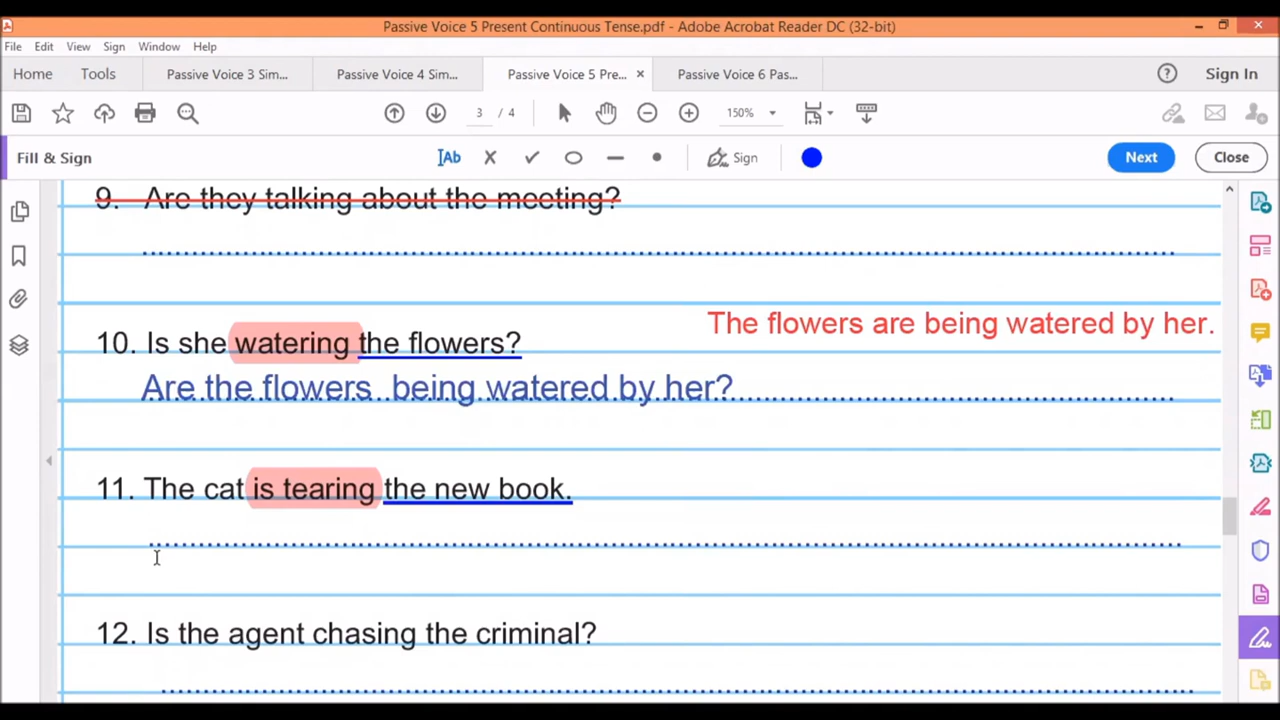 Passive Voice 5 Present Continuous Tense.pdf - Adobe Acrobat Reader DC (32-bit)
File Edit View Sign Window Help
Home Tools Passive Voice 3 Sim... Passive Voice 4 Sim... Passive Voice 5 Pre... × Passive Voice 6 Pas... Sign In
3 / 4 150%
Fill & Sign Ab Sign Next Close
9. Are they talking about the meeting?
The flowers are being watered by her.
10. Is she watering the flowers?
Are the flowers being watered by her?
11. The cat is tearing the new book.
12. Is the agent chasing the criminal?